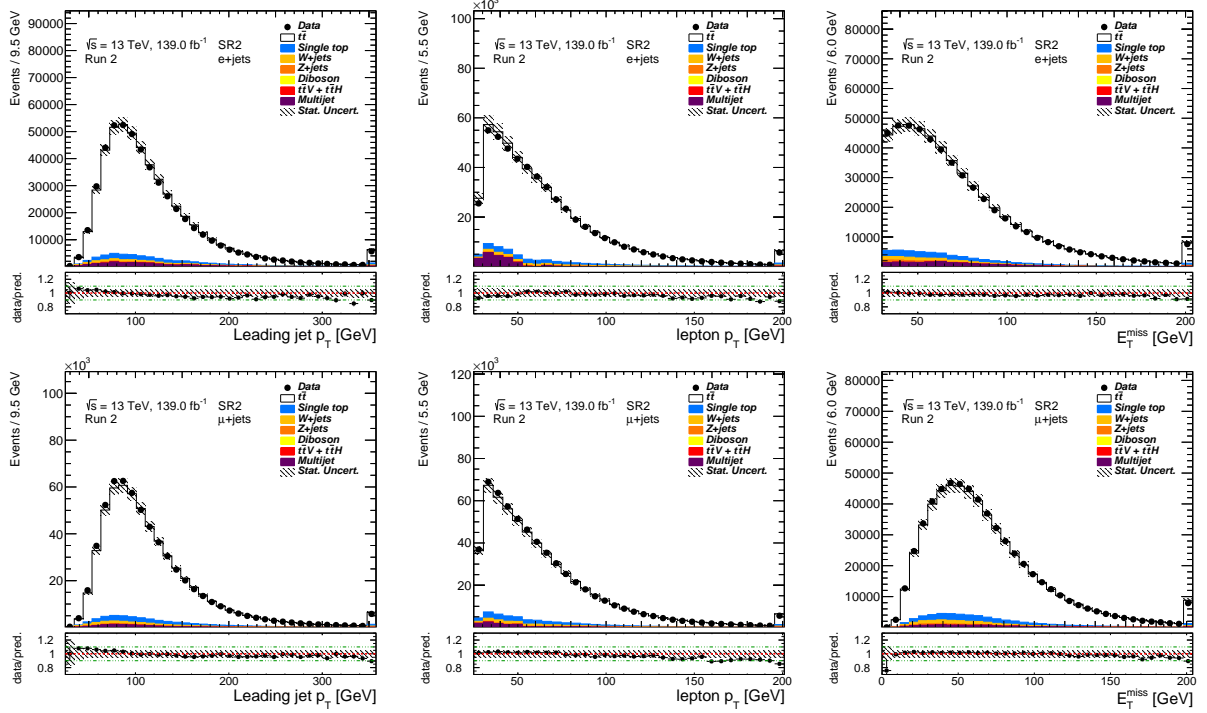 Events / 9.5 GeV
90000
80000
70000
60000
50000
40000
30000
20000
10000
√s = 13 TeV, 139.0 fb⁻¹ SR2
Run 2 e+jets
Data
tt̄
Single top
W+jets
Z+jets
Diboson
tt̄V + tt̄H
Multijet
Stat. Uncert.
data/pred.
1.2
1
0.8
100 200 300
Leading jet p_T [GeV]
×10³
Events / 5.5 GeV
100
80
60
40
20
√s = 13 TeV, 139.0 fb⁻¹ SR2
Run 2 e+jets
Data
tt̄
Single top
W+jets
Z+jets
Diboson
tt̄V + tt̄H
Multijet
Stat. Uncert.
data/pred.
1.2
1
0.8
50 100 150 200
lepton p_T [GeV]
Events / 6.0 GeV
80000
70000
60000
50000
40000
30000
20000
10000
√s = 13 TeV, 139.0 fb⁻¹ SR2
Run 2 e+jets
Data
tt̄
Single top
W+jets
Z+jets
Diboson
tt̄V + tt̄H
Multijet
Stat. Uncert.
data/pred.
1.2
1
0.8
50 100 150 200
E_T^miss [GeV]
×10³
Events / 9.5 GeV
100
80
60
40
20
√s = 13 TeV, 139.0 fb⁻¹ SR2
Run 2 μ+jets
Data
tt̄
Single top
W+jets
Z+jets
Diboson
tt̄V + tt̄H
Multijet
Stat. Uncert.
data/pred.
1.2
1
0.8
100 200 300
Leading jet p_T [GeV]
×10³
Events / 5.5 GeV
120
100
80
60
40
20
√s = 13 TeV, 139.0 fb⁻¹ SR2
Run 2 μ+jets
Data
tt̄
Single top
W+jets
Z+jets
Diboson
tt̄V + tt̄H
Multijet
Stat. Uncert.
data/pred.
1.2
1
0.8
50 100 150 200
lepton p_T [GeV]
Events / 6.0 GeV
80000
70000
60000
50000
40000
30000
20000
10000
√s = 13 TeV, 139.0 fb⁻¹ SR2
Run 2 μ+jets
Data
tt̄
Single top
W+jets
Z+jets
Diboson
tt̄V + tt̄H
Multijet
Stat. Uncert.
data/pred.
1.2
1
0.8
0 50 100 150 200
E_T^miss [GeV]